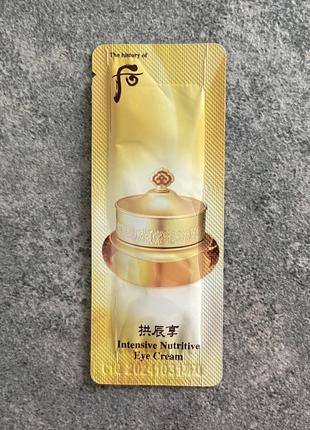 The history of
后
拱辰享
Intensive Nutritive
Eye Cream